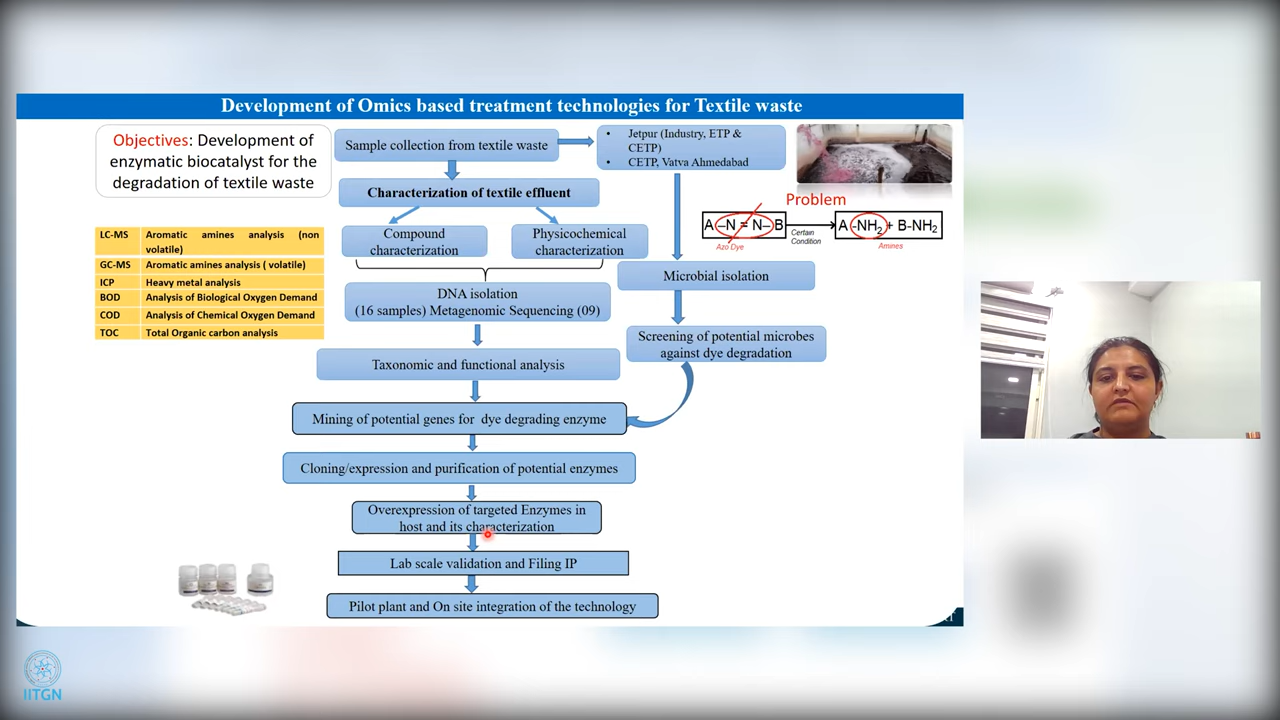 Development of Omics based treatment technologies for Textile waste
Objectives: Development of
enzymatic biocatalyst for the
degradation of textile waste
Sample collection from textile waste
• Jetpur (Industry, ETP &
CETP)
• CETP, Vatva Ahmedabad
Characterization of textile effluent
Compound
characterization
Physicochemical
characterization
Problem
A –N = N– B
Azo Dye
Certain
Condition
A -NH2 + B-NH2
Amines
LC-MS Aromatic amines analysis (non
volatile)
GC-MS Aromatic amines analysis ( volatile)
ICP Heavy metal analysis
BOD Analysis of Biological Oxygen Demand
COD Analysis of Chemical Oxygen Demand
TOC Total Organic carbon analysis
DNA isolation
(16 samples) Metagenomic Sequencing (09)
Microbial isolation
Screening of potential microbes
against dye degradation
Taxonomic and functional analysis
Mining of potential genes for dye degrading enzyme
Cloning/expression and purification of potential enzymes
Overexpression of targeted Enzymes in
host and its characterization
Lab scale validation and Filing IP
Pilot plant and On site integration of the technology
IITGN